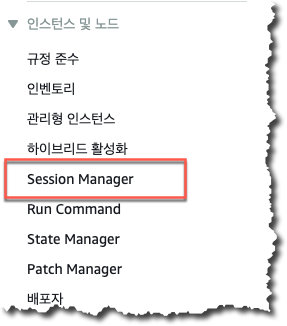 인스턴스 및 노드
규정 준수
인벤토리
관리형 인스턴스
하이브리드 활성화
Session Manager
Run Command
State Manager
Patch Manager
배포자